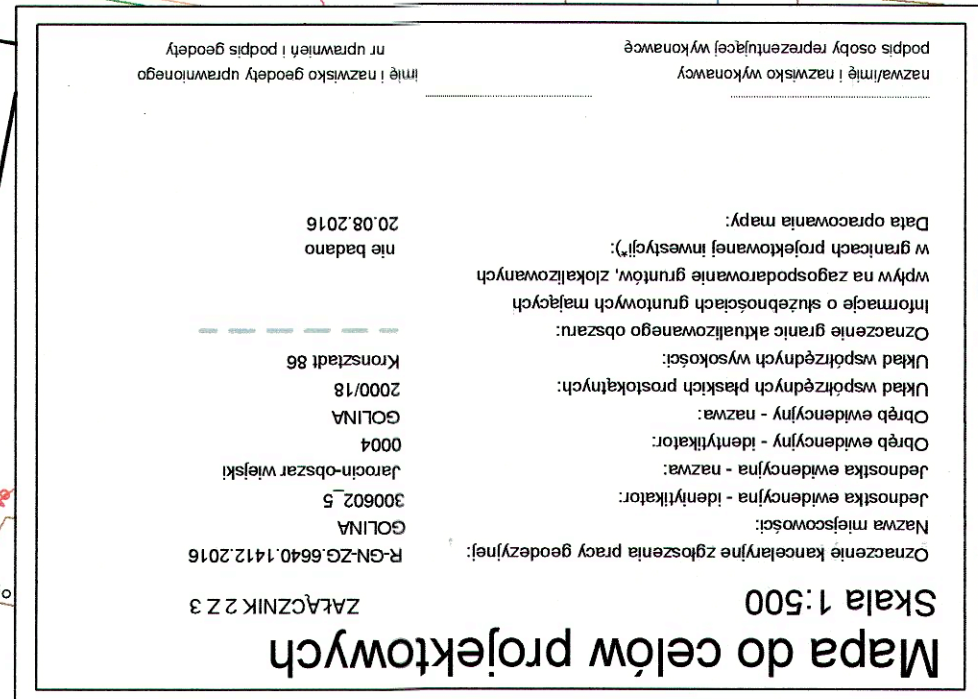 Mapa do celów projektowych
Skala 1:500 ZAŁĄCZNIK 2 Z 3
Oznaczenie kancelaryjne zgłoszenia pracy geodezyjnej: R-GN-ZG.6640.1412.2016
Nazwa miejscowości: GOLINA
Jednostka ewidencyjna - idenjtikator: 300602_5
Jednostka ewidencyjna - nazwa: Jarocin-obszar wiejski
Obręb ewidencyjny - identyfikator: 0004
Obręb ewidencyjny - nazwa: GOLINA
Układ współrzędnych płaskich prostokątnych: 2000/18
Układ współrzędnych wysokości: Kronsztadt 86
Oznaczenie granic aktualizowanego obszaru:
Informacje o służebnościach gruntowych mających
wpływ na zagospodarowanie gruntów, zlokalizowanych
w granicach projektowanej inwestycji*): nie badano
Data opracowania mapy: 20.08.2016
nazwa/imię i nazwisko wykonawcy imię i nazwisko geodety uprawnionego
podpis osoby reprezentującej wykonawcę nr uprawnień i podpis geodety